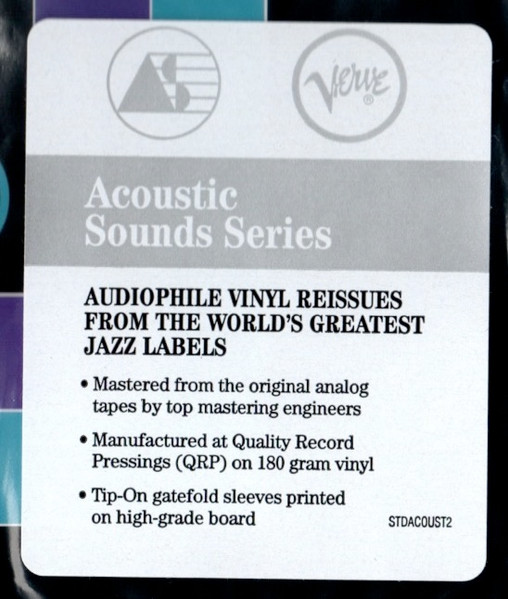 AS
Verve®
Acoustic
Sounds Series
AUDIOPHILE VINYL REISSUES
FROM THE WORLD'S GREATEST
JAZZ LABELS
• Mastered from the original analog
tapes by top mastering engineers
• Manufactured at Quality Record
Pressings (QRP) on 180 gram vinyl
• Tip-On gatefold sleeves printed
on high-grade board
STDACOUST2